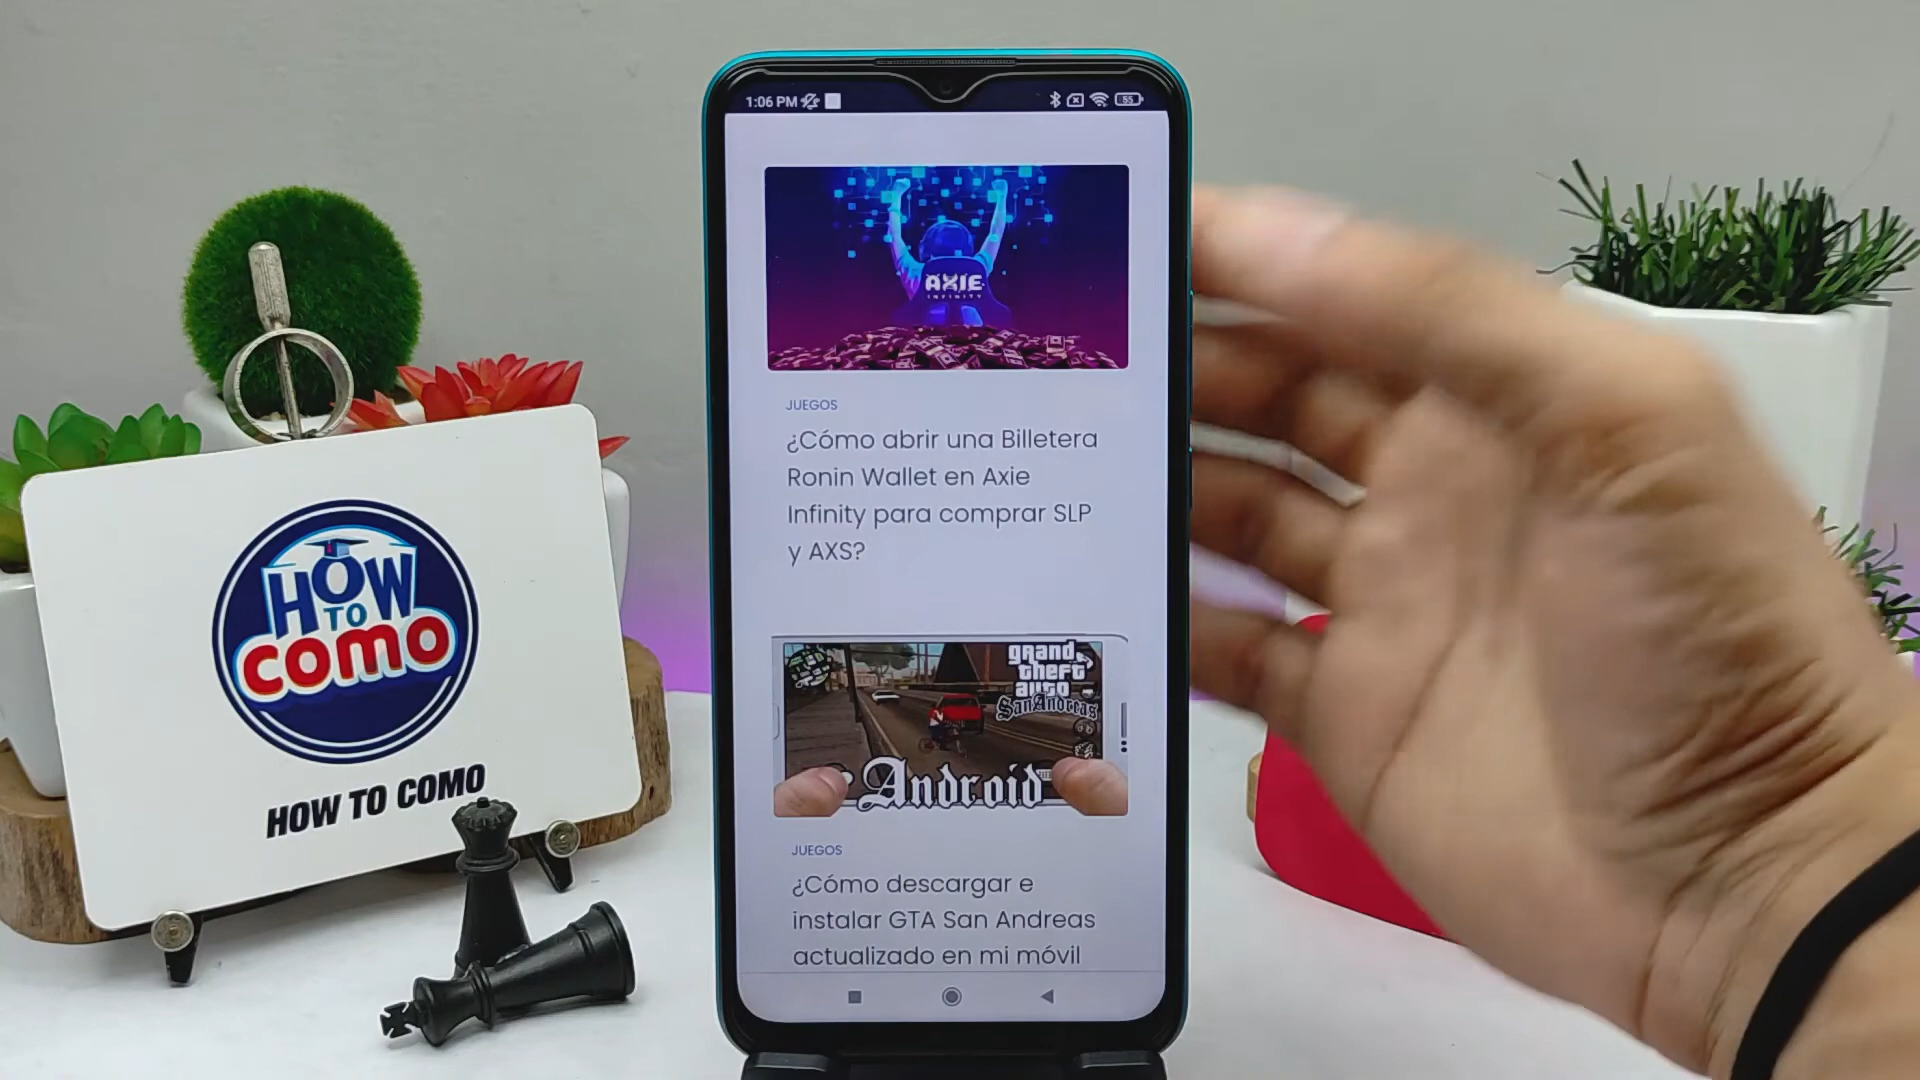 HOW
TO
como
HOW TO COMO
1:06 PM
55
AXIE
INFINITY
JUEGOS
¿Cómo abrir una Billetera
Ronin Wallet en Axie
Infinity para comprar SLP
y AXS?
grand
theft
auto
San Andreas
Android
JUEGOS
¿Cómo descargar e
instalar GTA San Andreas
actualizado en mi móvil